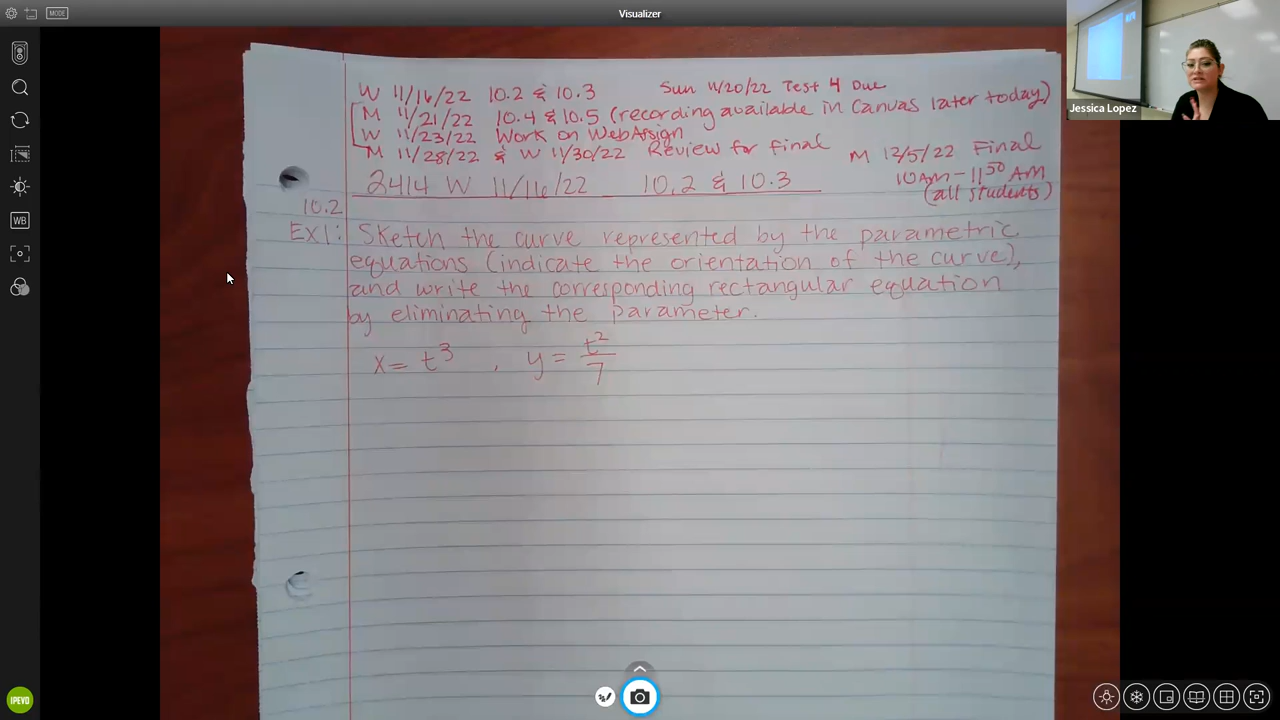 MODE
Visualizer
WB
IPEVO
Jessica Lopez
W 11/16/22 10.2 & 10.3 Sun 11/20/22 Test 4 Due
M 11/21/22 10.4 & 10.5 (recording available in Canvas later today)
W 11/23/22 Work on WebAssign
M 11/28/22 & W 11/30/22 Review for final M 12/5/22 Final
10AM-11⁵⁰ AM
(all students)
2414 W 11/16/22 10.2 & 10.3
10.2
EX1: Sketch the curve represented by the parametric
equations (indicate the orientation of the curve),
and write the corresponding rectangular equation
by eliminating the parameter.
x = t³ , y = t²/7